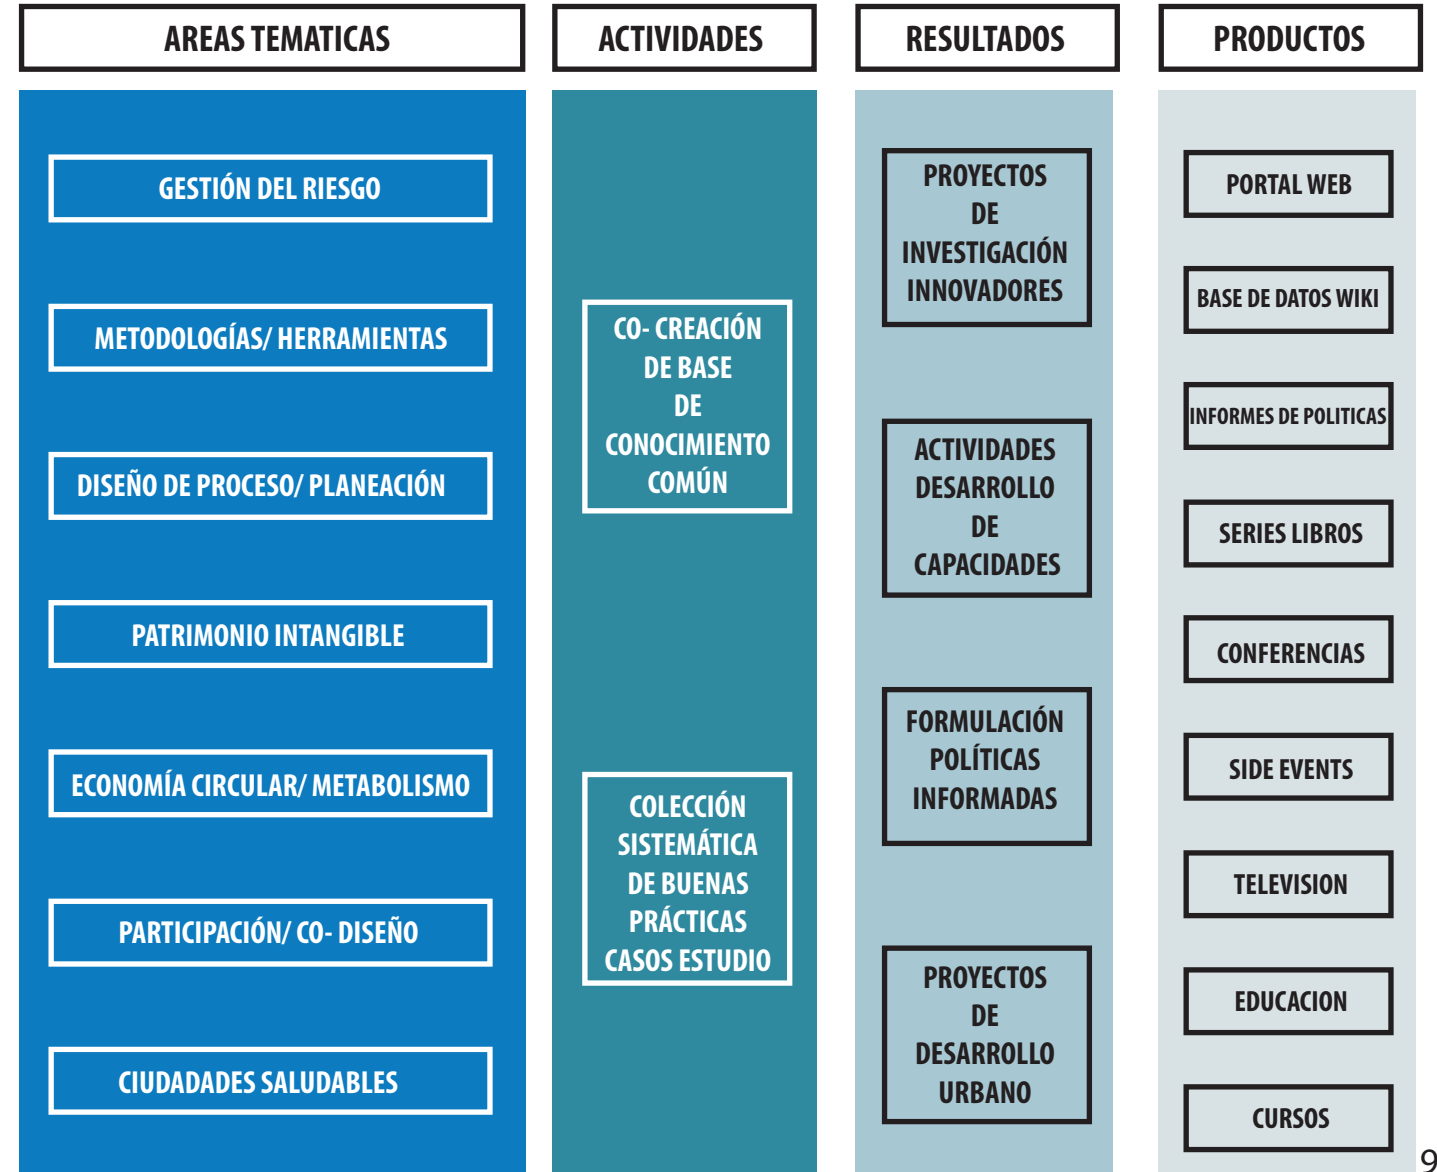 AREAS TEMATICAS
GESTIÓN DEL RIESGO
METODOLOGÍAS/ HERRAMIENTAS
DISEÑO DE PROCESO/ PLANEACIÓN
PATRIMONIO INTANGIBLE
ECONOMÍA CIRCULAR/ METABOLISMO
PARTICIPACIÓN/ CO- DISEÑO
CIUDADADES SALUDABLES
ACTIVIDADES
CO- CREACIÓN
DE BASE
DE
CONOCIMIENTO
COMÚN
COLECCIÓN
SISTEMÁTICA
DE BUENAS
PRÁCTICAS
CASOS ESTUDIO
RESULTADOS
PROYECTOS
DE
INVESTIGACIÓN
INNOVADORES
ACTIVIDADES
DESARROLLO
DE
CAPACIDADES
FORMULACIÓN
POLÍTICAS
INFORMADAS
PROYECTOS
DE
DESARROLLO
URBANO
PRODUCTOS
PORTAL WEB
BASE DE DATOS WIKI
INFORMES DE POLITICAS
SERIES LIBROS
CONFERENCIAS
SIDE EVENTS
TELEVISION
EDUCACION
CURSOS
9